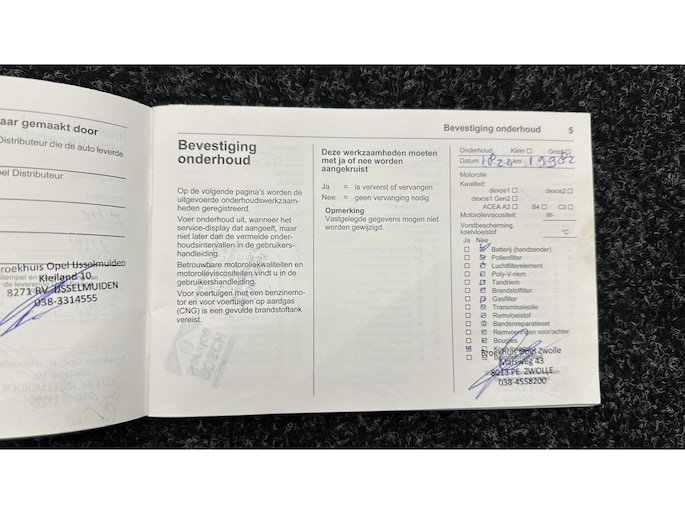 aar gemaakt door
Distributeur die de auto leverde
el Distributeur
Broekhuis Opel IJsselmuiden
Kleiland 10
8271 RV IJSSELMUIDEN
038-3314555
Bevestiging onderhoud 5
Bevestiging
onderhoud
Op de volgende pagina's worden de
uitgevoerde onderhoudswerkzaam-
heden geregistreerd.
Voer onderhoud uit, wanneer het
service-display dat aangeeft, maar
niet later dan de vermelde onder-
houdsintervallen in de gebruikers-
handleiding.
Betrouwbare motoroliekwaliteiten en
motorolieviscositeiten vindt u in de
gebruikershandleiding.
Voor voertuigen met een benzinemo-
tor en voor voertuigen op aardgas
(CNG) is een gevulde brandstoftank
vereist.
Deze werkzaamheden moeten
met ja of nee worden
aangekruist
Ja = is ververst of vervangen
Nee = geen vervanging nodig
Opmerking
Vastgelegde gegevens mogen niet
worden gewijzigd.
Onderhoud: Klein Groot
Datum km 19982
Motorolie
Kwaliteit:
dexos1 dexos2
dexos1 Gen2
ACEA A3 B4 C3
Motorolieviscositeit: W-
Vorstbescherming,
koelvloeistof °C
Ja Nee
Batterij (handzender)
Pollenfilter
Luchtfilterelement
Poly-V-riem
Tandriem
Brandstoffilter
Gasfilter
Transmissieolie
Remvloeistof
Bandenreparatieset
Remvoeringen voor/achter
Bougies
Broekhuis Opel Zwolle
Marsweg 43
8013 PE ZWOLLE
038-4558200